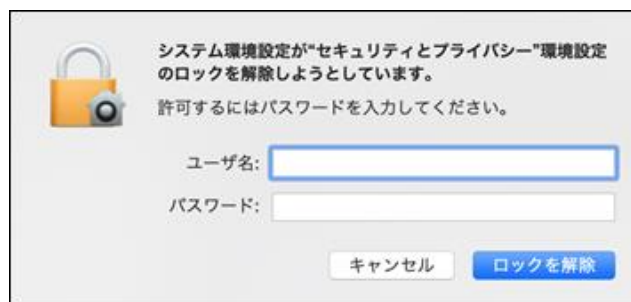 システム環境設定が“セキュリティとプライバシー”環境設定
のロックを解除しようとしています。
許可するにはパスワードを入力してください。
ユーザ名:
パスワード:
キャンセル ロックを解除